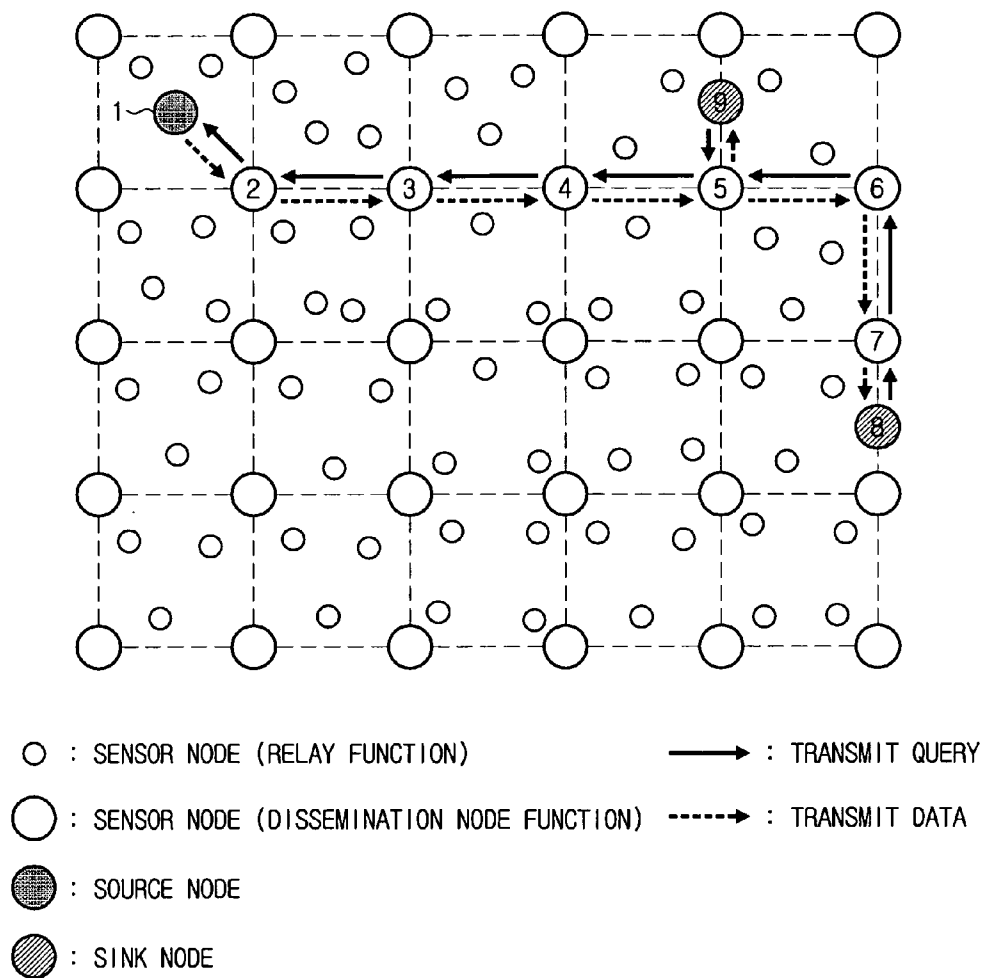 1
9
2 3 4 5 6
7
8
: SENSOR NODE (RELAY FUNCTION)
: TRANSMIT QUERY
: SENSOR NODE (DISSEMINATION NODE FUNCTION)
: TRANSMIT DATA
: SOURCE NODE
: SINK NODE